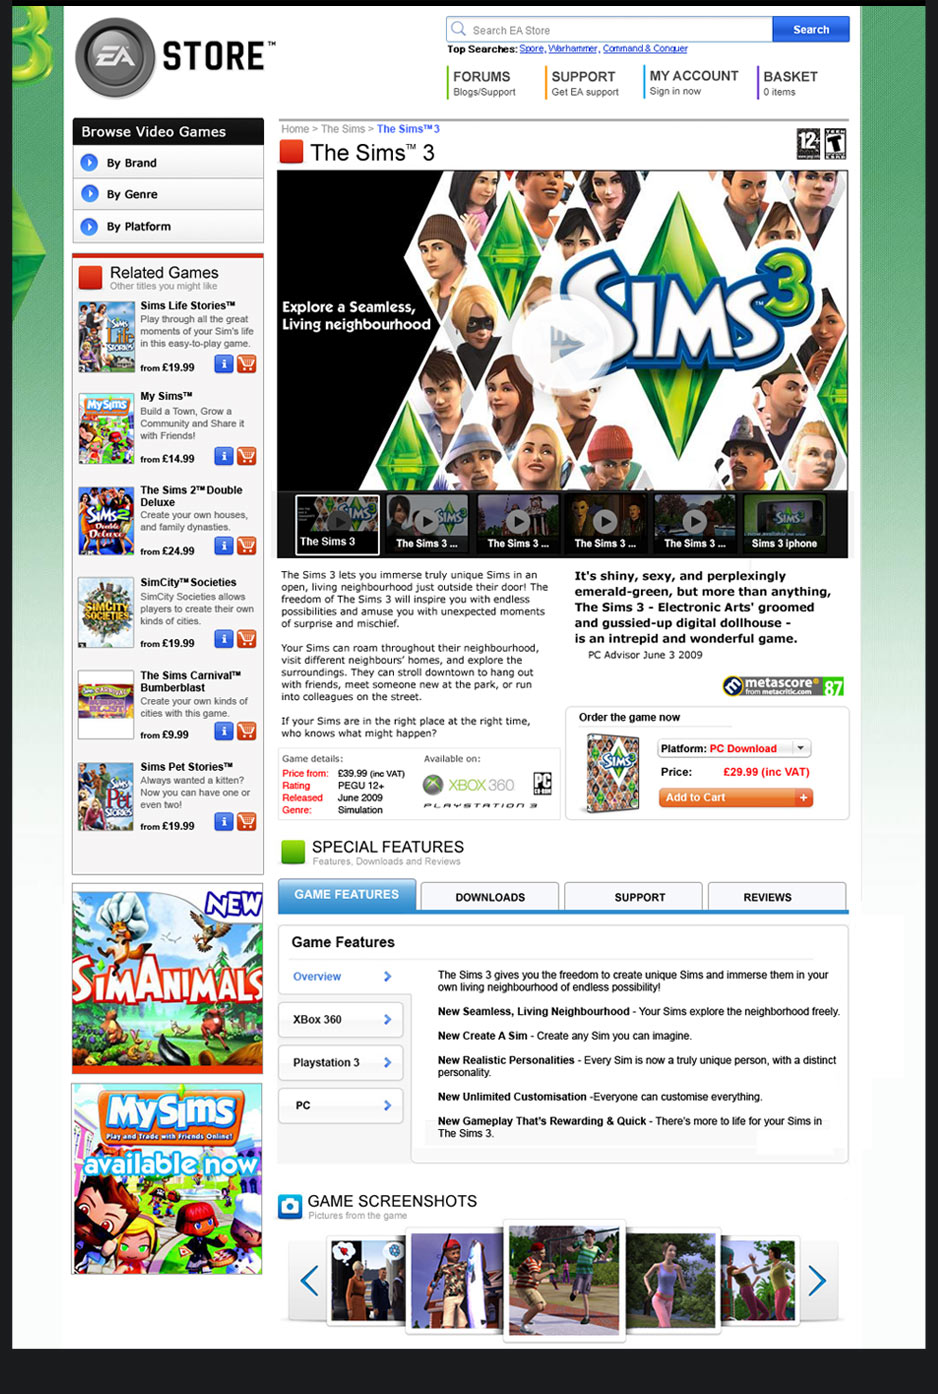 EA STORE™
Search EA Store
Search
Top Searches: Spore, Warhammer, Command & Conquer
FORUMS
Blogs/Support
SUPPORT
Get EA support
MY ACCOUNT
Sign in now
BASKET
0 items
Browse Video Games
By Brand
By Genre
By Platform
Related Games
Other titles you might like
Sims Life Stories™
Play through all the great
moments of your Sim's life
in this easy-to-play game.
from £19.99
My Sims™
Build a Town, Grow a
Community and Share it
with Friends!
from £14.99
The Sims 2™ Double
Deluxe
Create your own houses,
and family dynasties.
from £24.99
SimCity™ Societies
SimCity Societies allows
players to create their own
kinds of cities.
from £19.99
The Sims Carnival™
Bumberblast
Create your own kinds of
cities with this game.
from £9.99
Sims Pet Stories™
Always wanted a kitten?
Now you can have one or
even two!
from £19.99
NEW
SIMANIMALS
MySims
Play and Trade with Friends Online!
available now
Home > The Sims > The Sims™ 3
The Sims™ 3
12+
TEEN
T
Explore a Seamless,
Living neighbourhood
THE SIMS 3
The Sims 3
The Sims 3 ...
The Sims 3 ...
The Sims 3 ...
The Sims 3 ...
Sims 3 iphone
The Sims 3 lets you immerse truly unique Sims in an
open, living neighbourhood just outside their door! The
freedom of The Sims 3 will inspire you with endless
possibilities and amuse you with unexpected moments
of surprise and mischief.
Your Sims can roam throughout their neighbourhood,
visit different neighbours' homes, and explore the
surroundings. They can stroll downtown to hang out
with friends, meet someone new at the park, or run
into colleagues on the street.
If your Sims are in the right place at the right time,
who knows what might happen?
It's shiny, sexy, and perplexingly
emerald-green, but more than anything,
The Sims 3 - Electronic Arts' groomed
and gussied-up digital dollhouse -
is an intrepid and wonderful game.
PC Advisor June 3 2009
metascore
from metacritic.com
87
Game details:
Price from: £39.99 (inc VAT)
Rating PEGU 12+
Released June 2009
Genre: Simulation
Available on:
XBOX 360
PC
PLAYSTATION 3
Order the game now
Platform: PC Download
Price: £29.99 (inc VAT)
Add to Cart +
SPECIAL FEATURES
Features, Downloads and Reviews
GAME FEATURES
DOWNLOADS
SUPPORT
REVIEWS
Game Features
Overview
XBox 360
Playstation 3
PC
The Sims 3 gives you the freedom to create unique Sims and immerse them in your
own living neighbourhood of endless possibility!
New Seamless, Living Neighbourhood - Your Sims explore the neighborhood freely.
New Create A Sim - Create any Sim you can imagine.
New Realistic Personalities - Every Sim is now a truly unique person, with a distinct
personality.
New Unlimited Customisation -Everyone can customise everything.
New Gameplay That's Rewarding & Quick - There's more to life for your Sims in
The Sims 3.
GAME SCREENSHOTS
Pictures from the game